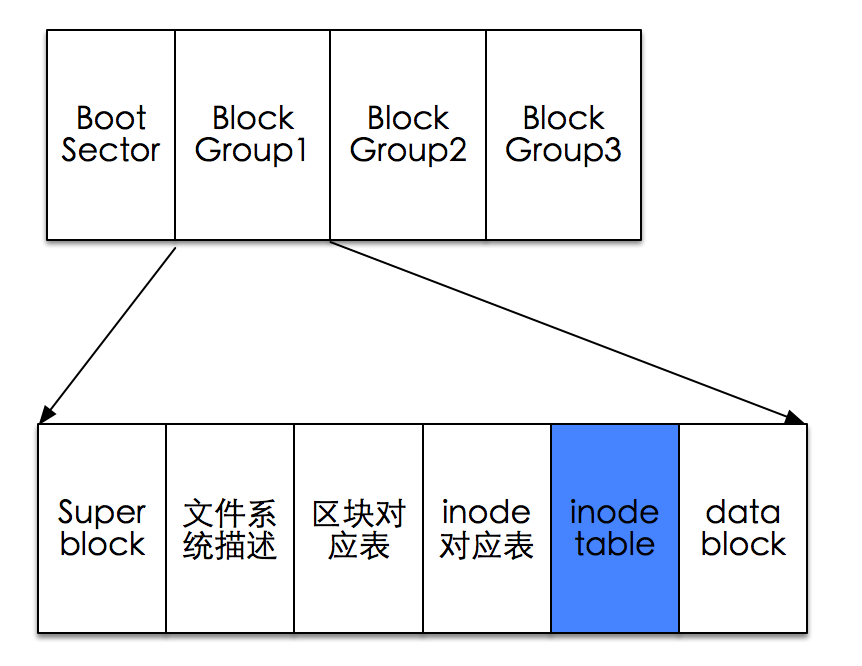 Boot
Sector
Block
Group1
Block
Group2
Block
Group3
Super
block
文件系
统描述
区块对
应表
inode
对应表
inode
table
data
block